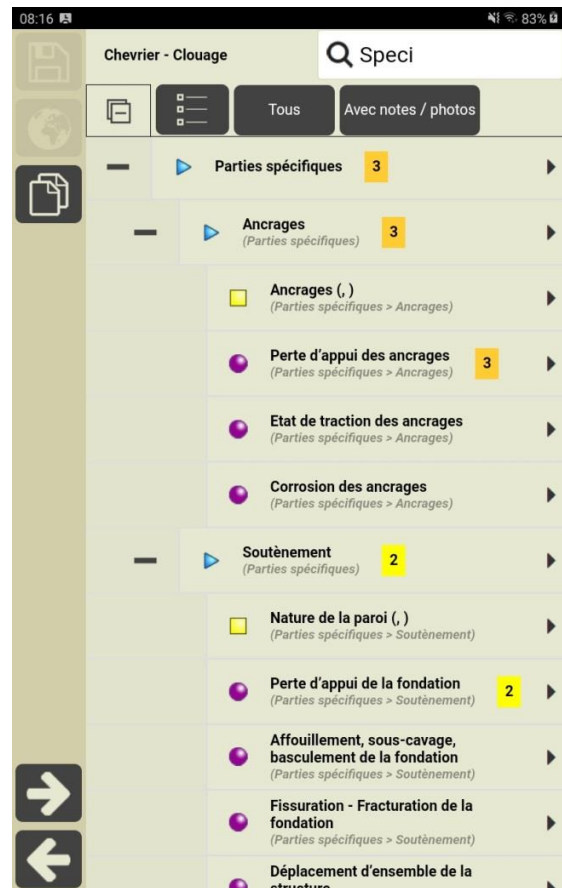 08:16 83%
Chevrier - Clouage Speci
Tous Avec notes / photos
Parties spécifiques 3
Ancrages
(Parties spécifiques) 3
Ancrages (, )
(Parties spécifiques > Ancrages)
Perte d'appui des ancrages
(Parties spécifiques > Ancrages) 3
Etat de traction des ancrages
(Parties spécifiques > Ancrages)
Corrosion des ancrages
(Parties spécifiques > Ancrages)
Soutènement
(Parties spécifiques) 2
Nature de la paroi (, )
(Parties spécifiques > Soutènement)
Perte d'appui de la fondation
(Parties spécifiques > Soutènement) 2
Affouillement, sous-cavage,
basculement de la fondation
(Parties spécifiques > Soutènement)
Fissuration - Fracturation de la
fondation
(Parties spécifiques > Soutènement)
Déplacement d'ensemble de la
structure